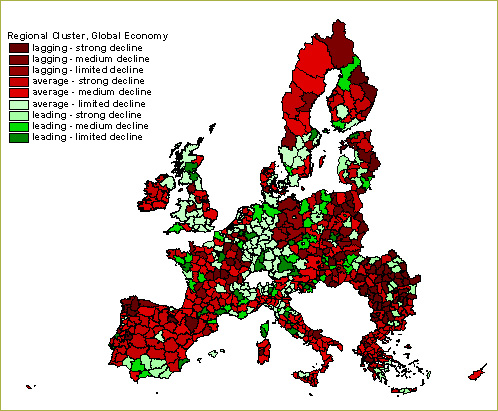 Regional Cluster, Global Economy
lagging - strong decline
lagging - medium decline
lagging - limited decline
average - strong decline
average - medium decline
average - limited decline
leading - strong decline
leading - medium decline
leading - limited decline